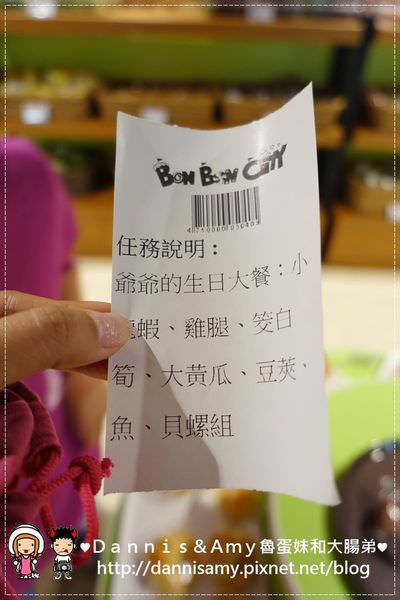 BON BON CITY
4710000000409
任務說明：
爺爺的生日大餐：小
龍蝦、雞腿、筊白
筍、大黃瓜、豆莢、
魚、貝螺組
♥Dannis&Amy魯蛋妹和大腸弟♥
http://dannisamy.pixnet.net/blog